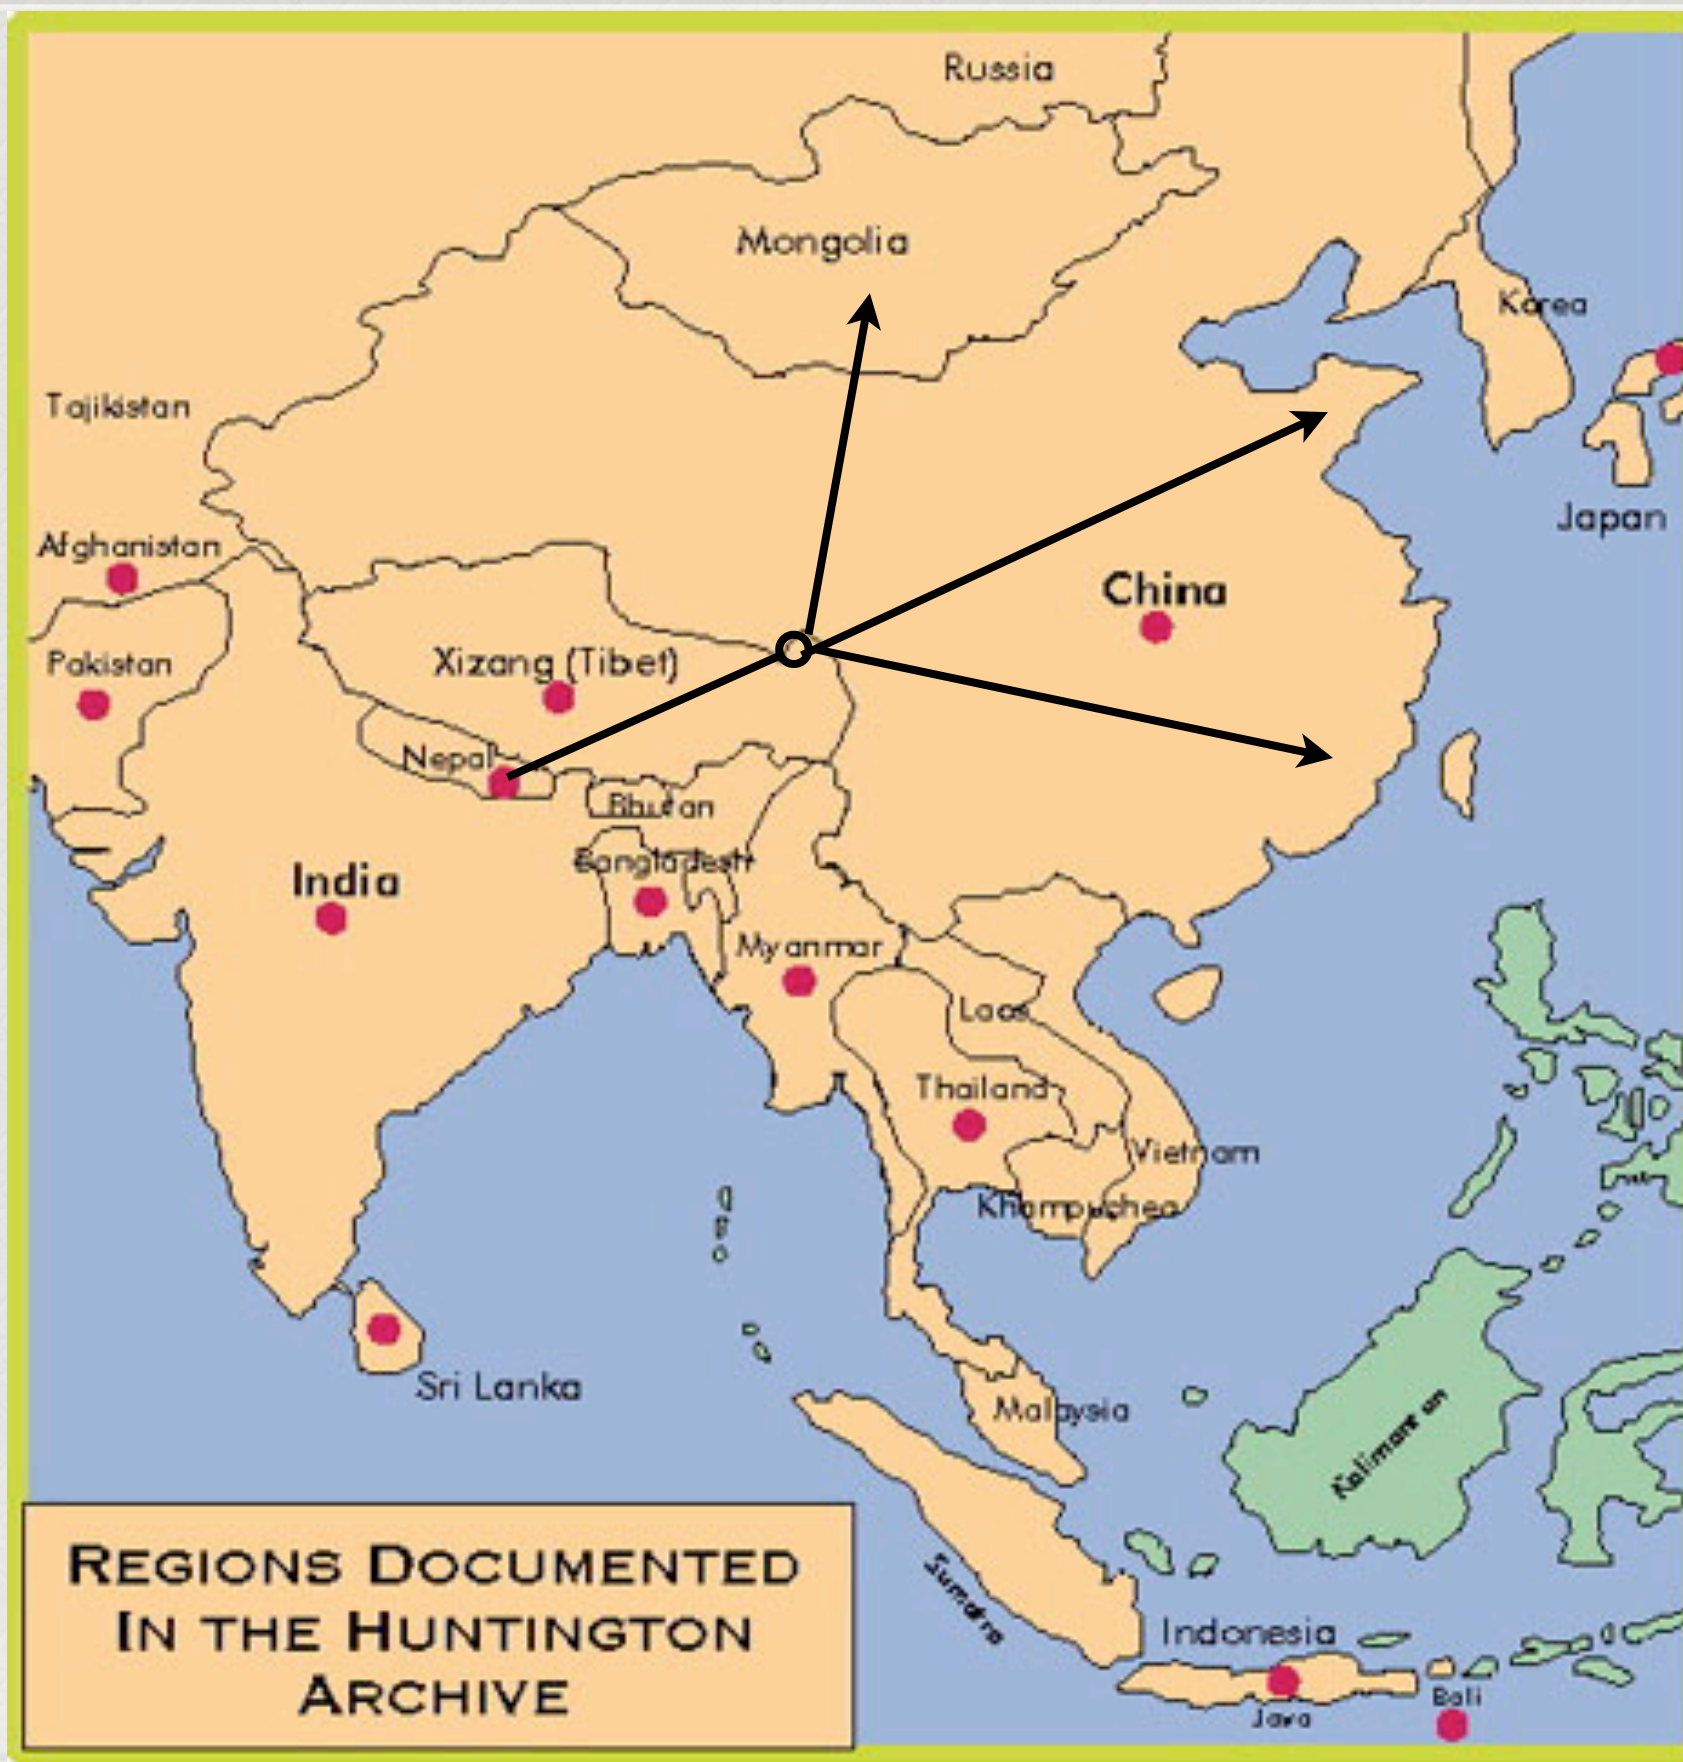 Russia
Mongolia
Korea
Tajikistan
Japan
Afghanistan
China
Pakistan
Xizang (Tibet)
Nepal
Bhutan
Bangladesh
India
Myanmar
Laos
Thailand
Vietnam
Khampuchea
Sri Lanka
Malaysia
Kalimantan
Sumatra
Indonesia
Bali
Java
REGIONS DOCUMENTED
IN THE HUNTINGTON
ARCHIVE